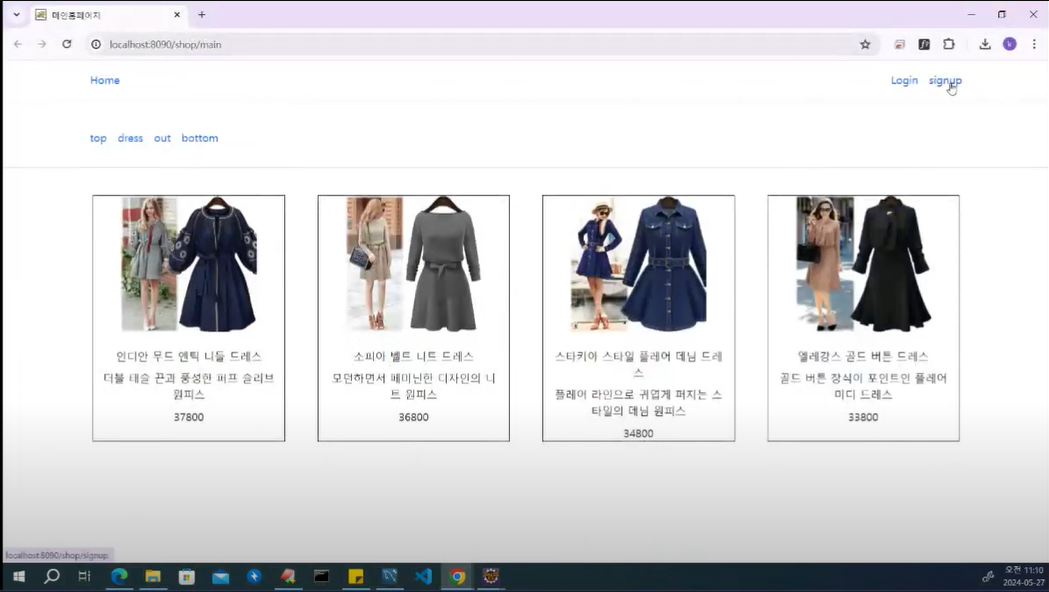 메인홈페이지
localhost:8090/shop/main
Home
Login signup
top dress out bottom
인디안 무드 엔틱 니들 드레스
더블 태슬 끈과 풍성한 퍼프 슬리브
원피스
37800
소피아 벨트 니트 드레스
모던하면서 페미닌한 디자인의 니
트 원피스
36800
스타키아 스타일 플레어 데님 드레
스
플레어 라인으로 귀엽게 퍼지는 스
타일의 데님 원피스
34800
엘레강스 골드 버튼 드레스
골드 버튼 장식이 포인트인 플레어
미디 드레스
33800
localhost:8090/shop/signup
오전 11:10
2024-05-27